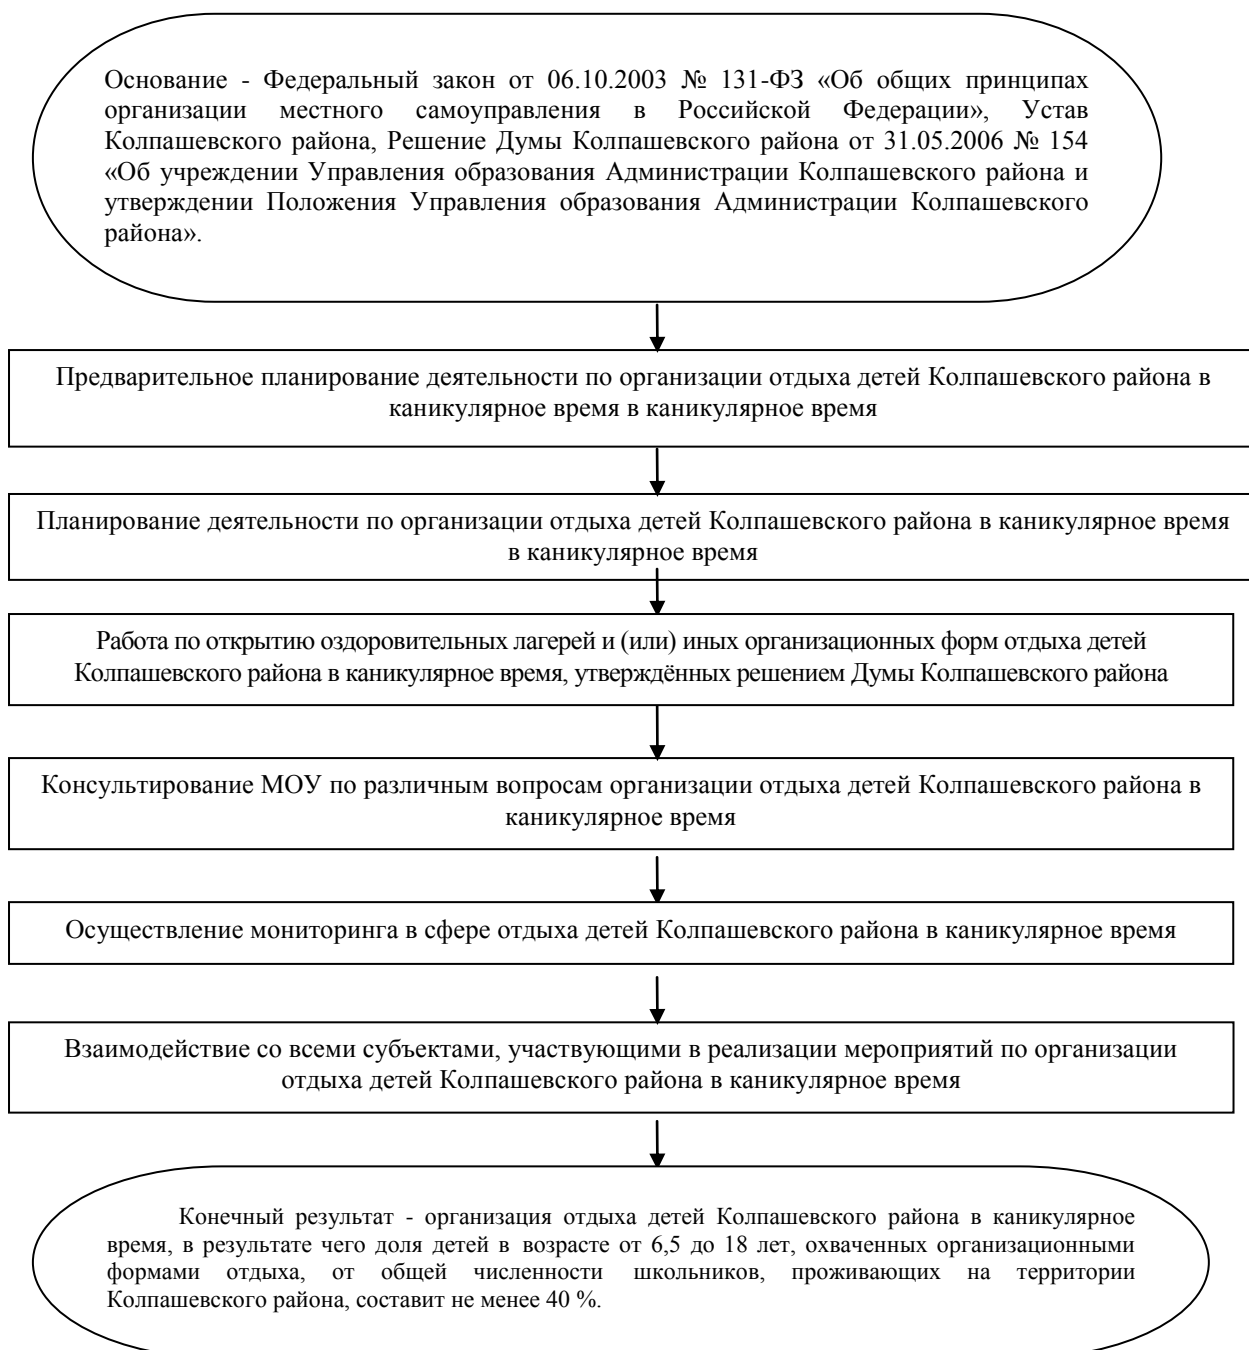 Основание - Федеральный закон от 06.10.2003 № 131-ФЗ «Об общих принципах
организации местного самоуправления в Российской Федерации», Устав
Колпашевского района, Решение Думы Колпашевского района от 31.05.2006 № 154
«Об учреждении Управления образования Администрации Колпашевского района и
утверждении Положения Управления образования Администрации Колпашевского
района».
Предварительное планирование деятельности по организации отдыха детей Колпашевского района в
каникулярное время в каникулярное время
Планирование деятельности по организации отдыха детей Колпашевского района в каникулярное время
в каникулярное время
Работа по открытию оздоровительных лагерей и (или) иных организационных форм отдыха детей
Колпашевского района в каникулярное время, утверждённых решением Думы Колпашевского района
Консультирование МОУ по различным вопросам организации отдыха детей Колпашевского района в
каникулярное время
Осуществление мониторинга в сфере отдыха детей Колпашевского района в каникулярное время
Взаимодействие со всеми субъектами, участвующими в реализации мероприятий по организации
отдыха детей Колпашевского района в каникулярное время
Конечный результат - организация отдыха детей Колпашевского района в каникулярное
время, в результате чего доля детей в возрасте от 6,5 до 18 лет, охваченных организационными
формами отдыха, от общей численности школьников, проживающих на территории
Колпашевского района, составит не менее 40 %.